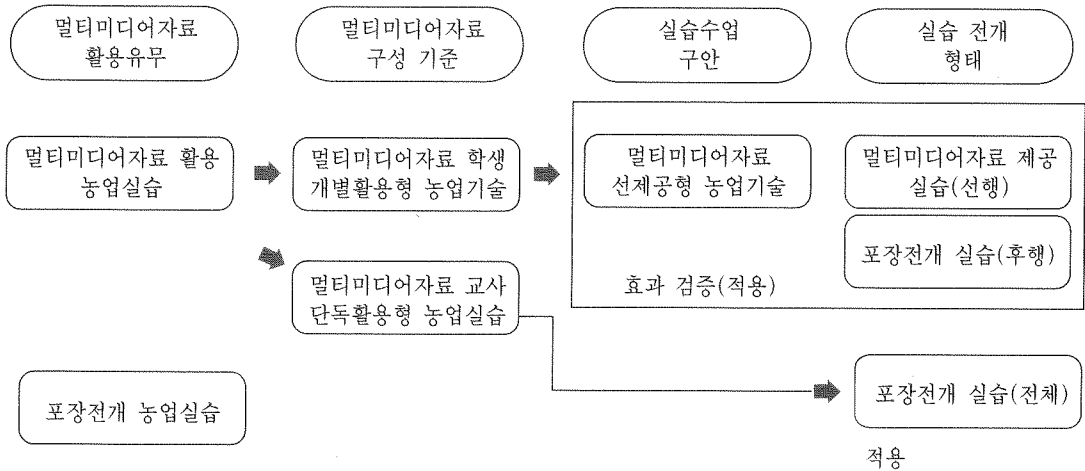 멀티미디어자료
활용유무
멀티미디어자료
구성 기준
실습수업
구안
실습 전개
형태
멀티미디어자료 활용
농업실습
멀티미디어자료 학생
개별활용형 농업기술
멀티미디어자료
선제공형 농업기술
멀티미디어자료 제공
실습(선행)
포장전개 실습(후행)
효과 검증(적용)
멀티미디어자료 교사
단독활용형 농업실습
포장전개 농업실습
포장전개 실습(전체)
적용